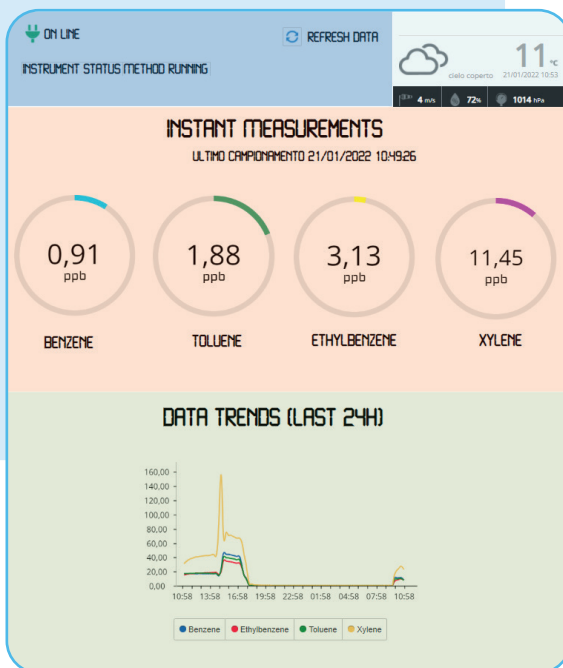 ON LINE
REFRESH DATA
INSTRUMENT STATUS METHOD RUNNING
11 °C
cielo coperto 21/01/2022 10:53
4 m/s 72% 1014 hPa
INSTANT MEASUREMENTS
ULTIMO CAMPIONAMENTO 21/01/2022 10:49:26
0,91 1,88 3,13 11,45
ppb ppb ppb ppb
BENZENE TOLUENE ETHYLBENZENE XYLENE
DATA TRENDS (LAST 24H)
160,00
140,00
120,00
100,00
80,00
60,00
40,00
20,00
0,00
10:58 13:58 16:58 19:58 22:58 01:58 04:58 07:58 10:58
Benzene Ethylbenzene Toluene Xylene